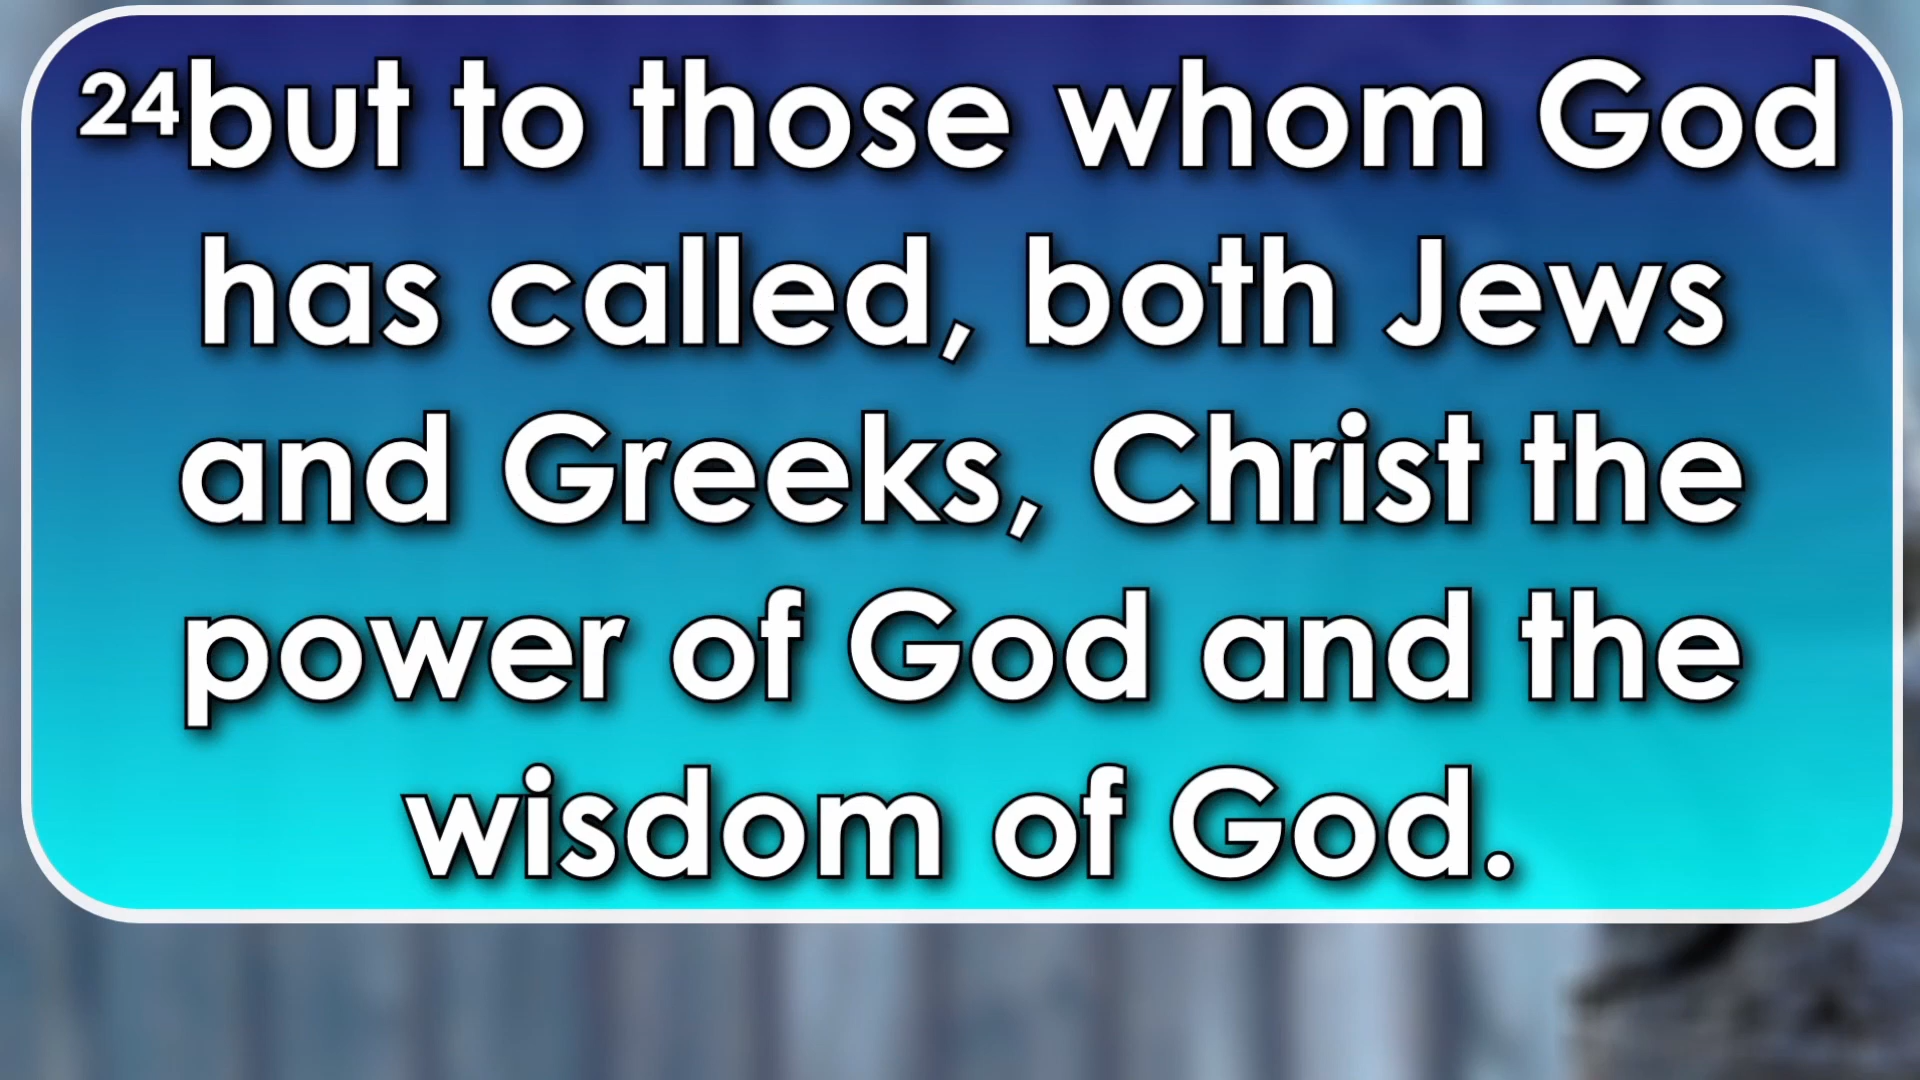 24but to those whom God
has called, both Jews
and Greeks, Christ the
power of God and the
wisdom of God.